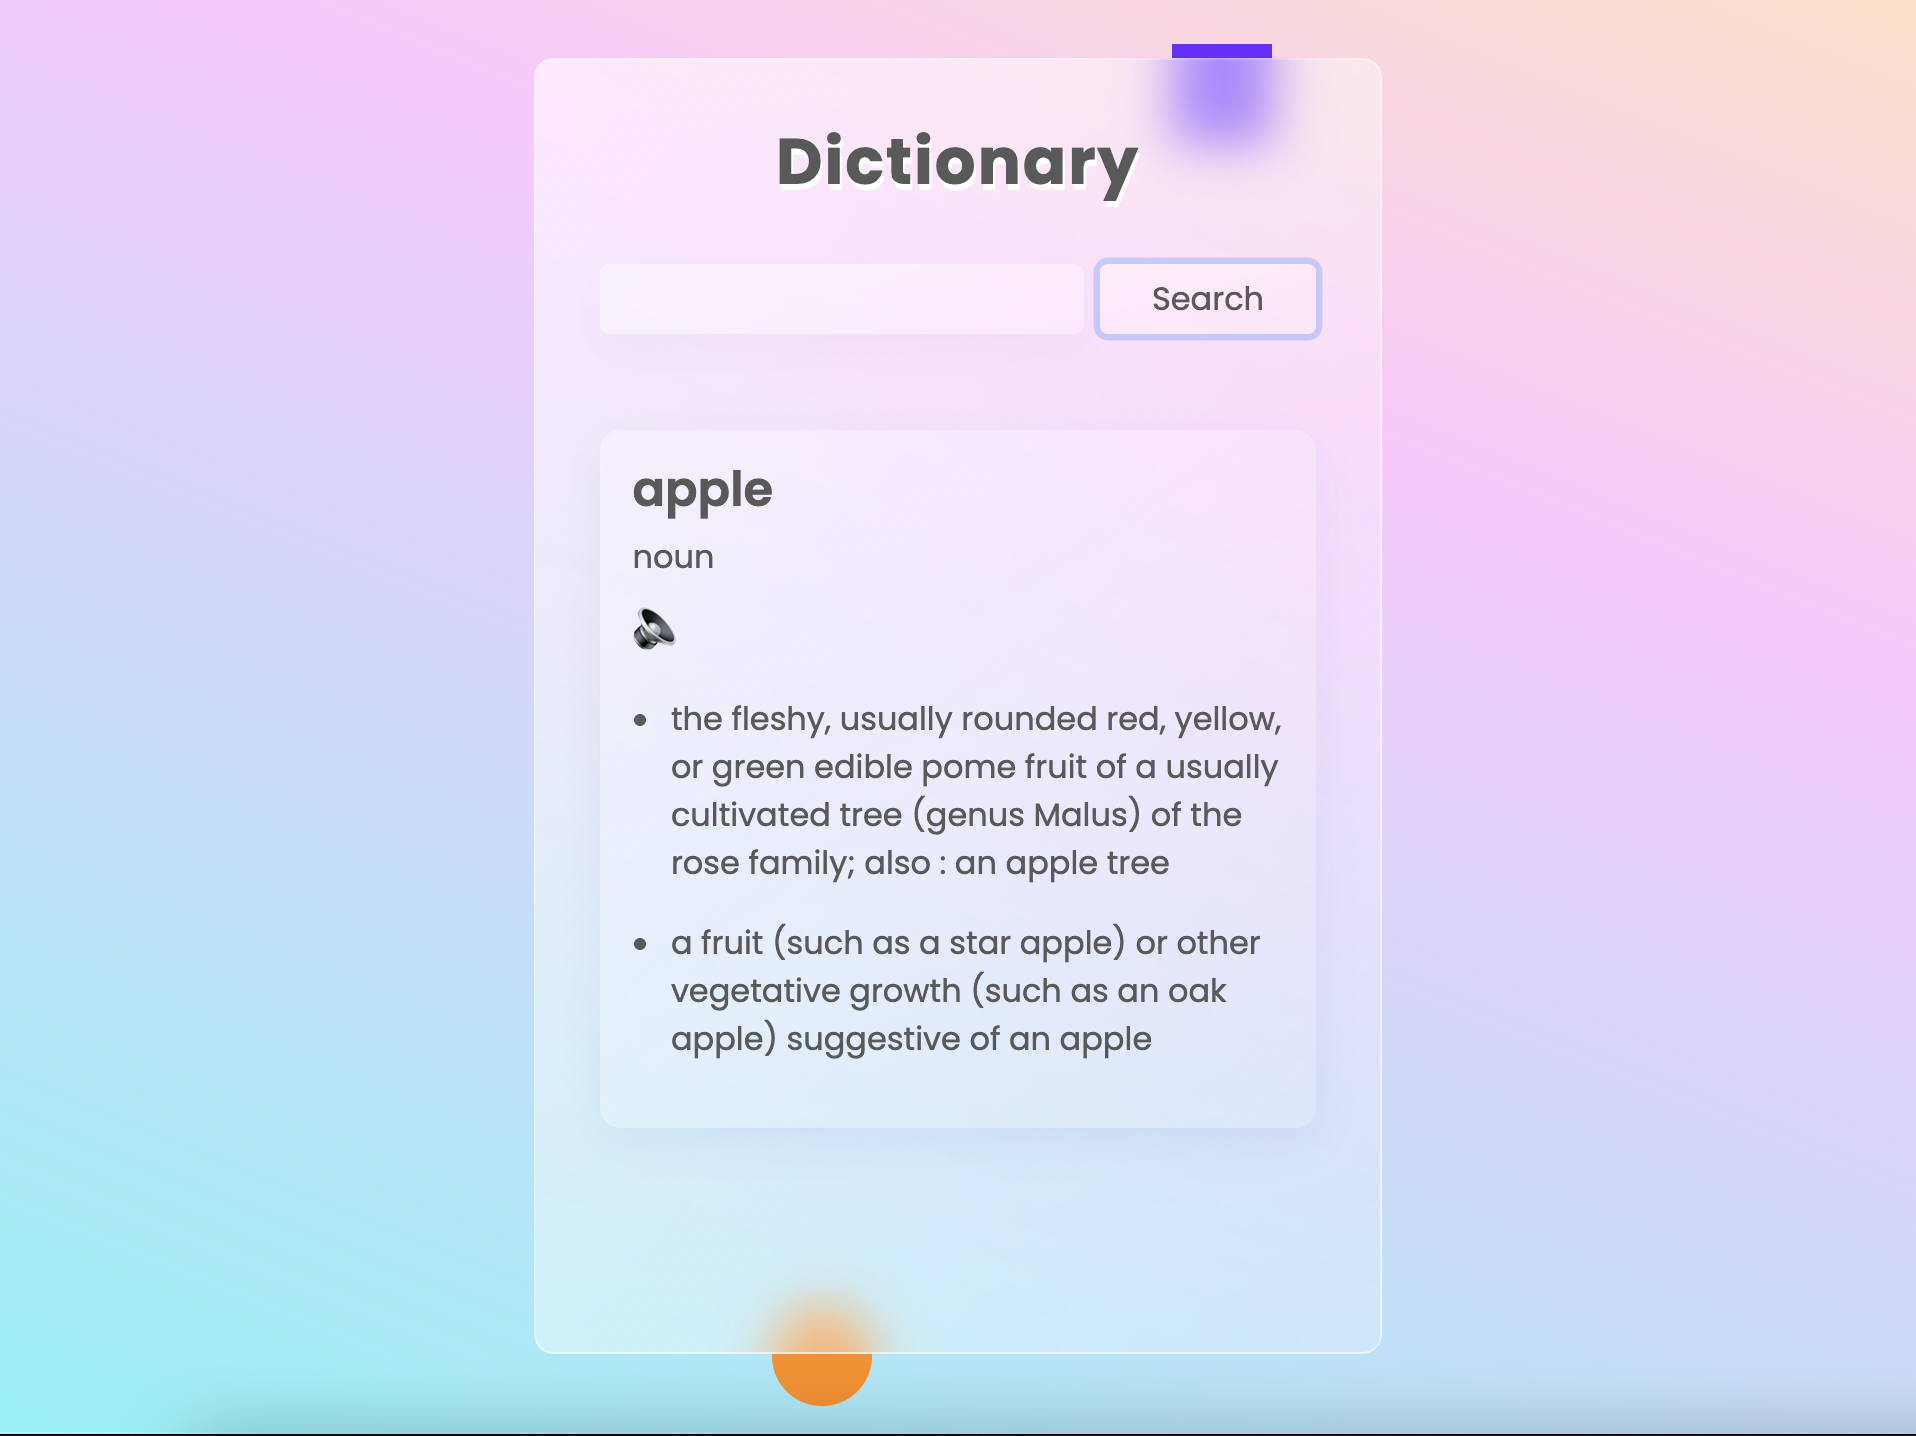 Dictionary
Search
apple
noun
the fleshy, usually rounded red, yellow,
or green edible pome fruit of a usually
cultivated tree (genus Malus) of the
rose family; also : an apple tree
a fruit (such as a star apple) or other
vegetative growth (such as an oak
apple) suggestive of an apple